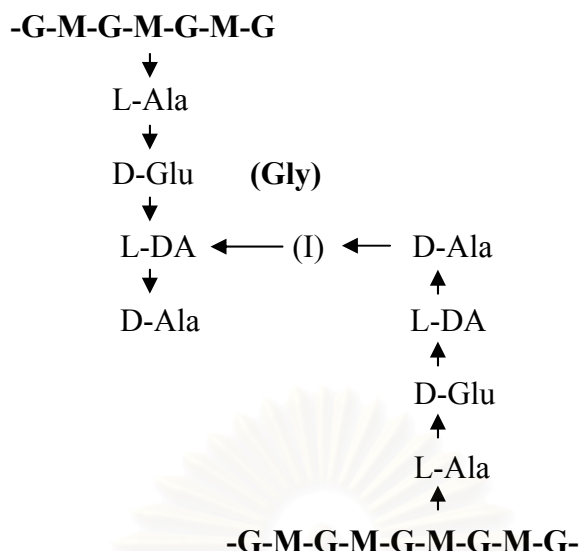 -G-M-G-M-G-M-G
L-Ala
D-Glu (Gly)
L-DA (I) D-Ala
D-Ala L-DA
D-Glu
L-Ala
-G-M-G-M-G-M-G-M-G-